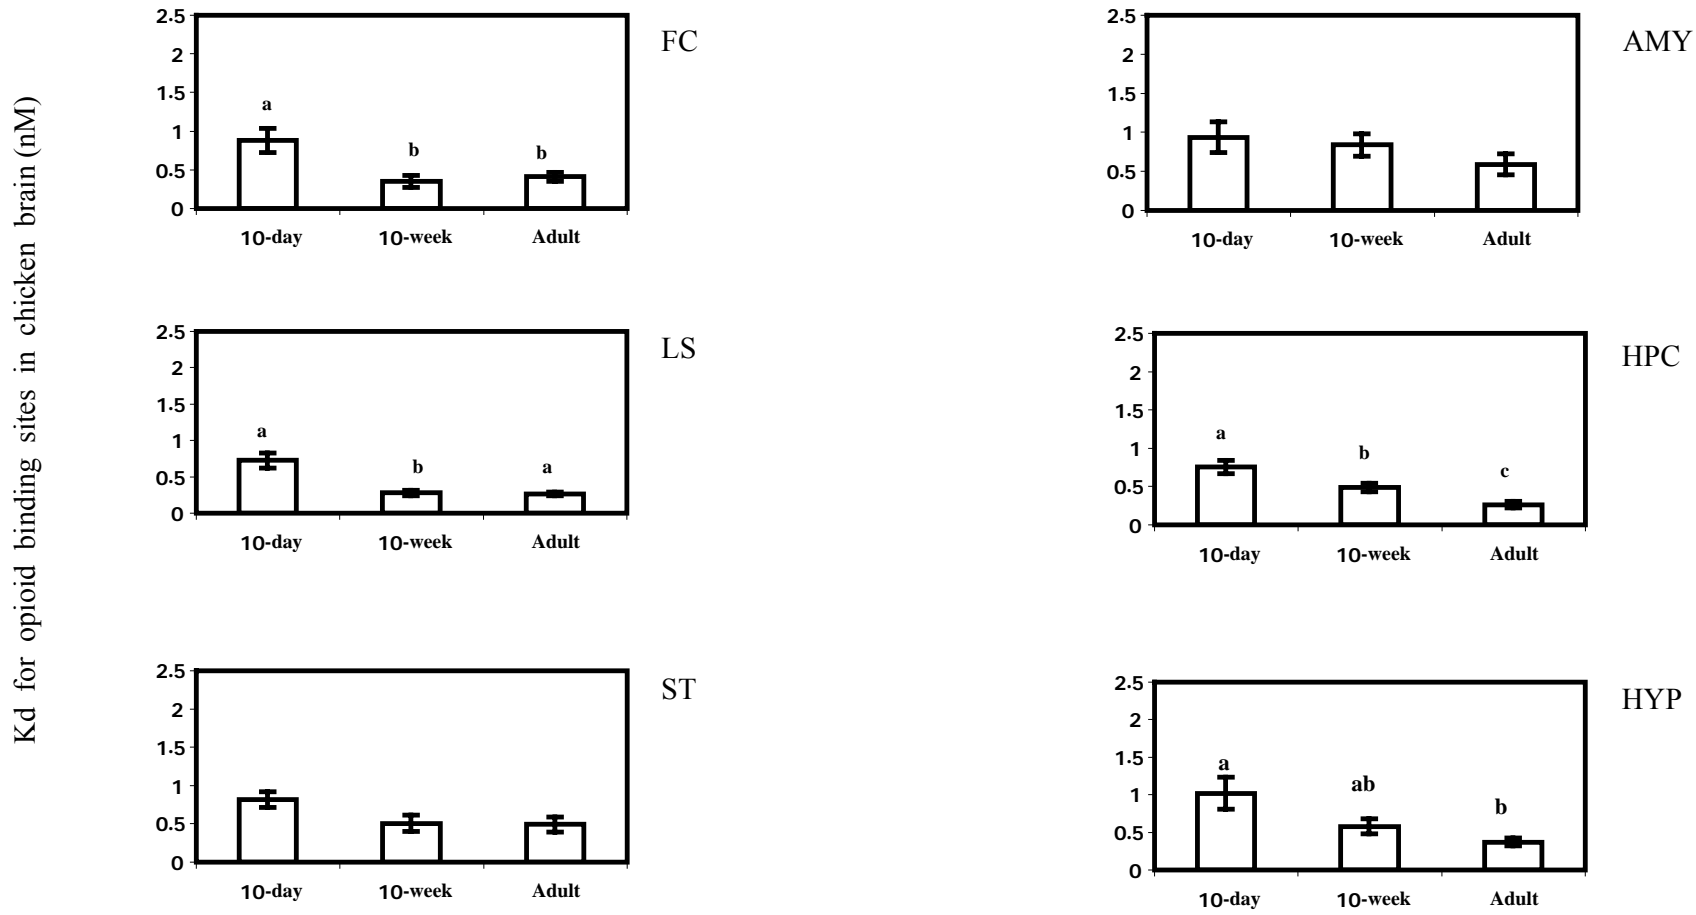 Kd for opioid binding sites in chicken brain (nM)
FC
2.5
2
1.5
1
0.5
0
a
b
b
10-day 10-week Adult
AMY
2.5
2
1.5
1
0.5
0
10-day 10-week Adult
LS
2.5
2
1.5
1
0.5
0
a
b
a
10-day 10-week Adult
HPC
2.5
2
1.5
1
0.5
0
a
b
c
10-day 10-week Adult
ST
2.5
2
1.5
1
0.5
0
10-day 10-week Adult
HYP
2.5
2
1.5
1
0.5
0
a
ab
b
10-day 10-week Adult